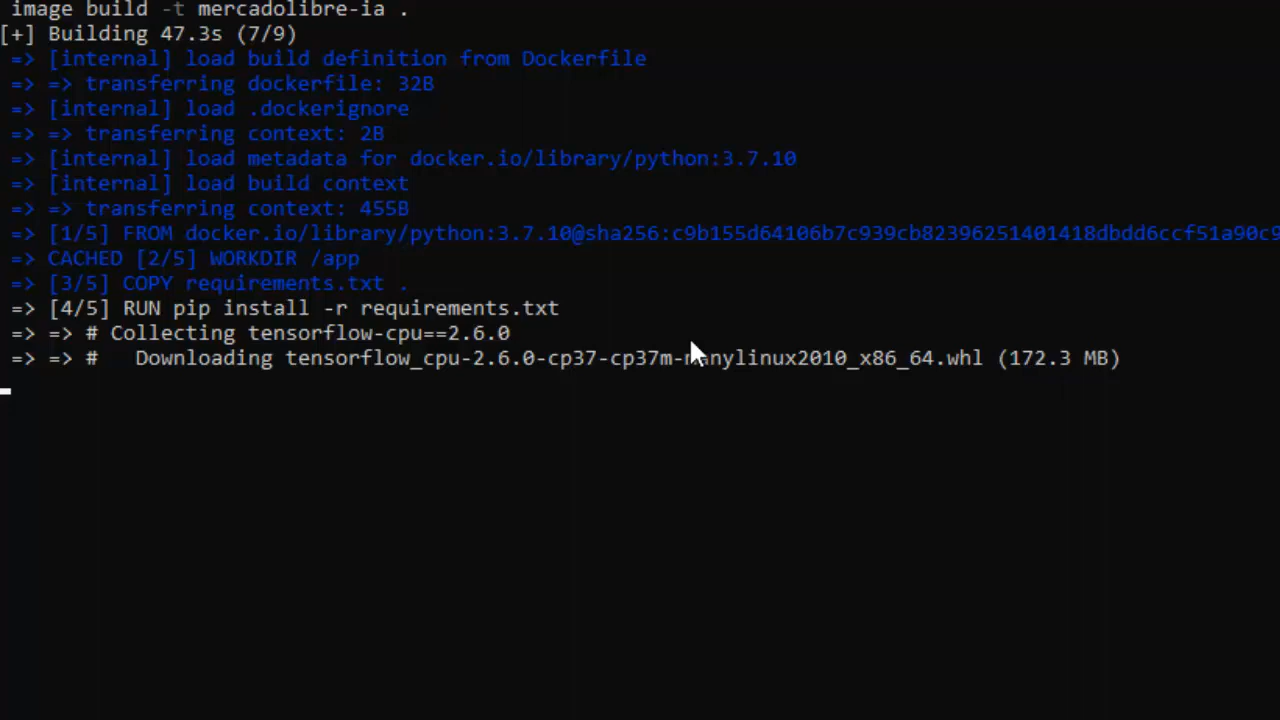 image build -t mercadolibre-ia .
[+] Building 47.3s (7/9)
=> [internal] load build definition from Dockerfile
=> => transferring dockerfile: 32B
=> [internal] load .dockerignore
=> => transferring context: 2B
=> [internal] load metadata for docker.io/library/python:3.7.10
=> [internal] load build context
=> => transferring context: 455B
=> [1/5] FROM docker.io/library/python:3.7.10@sha256:c9b155d64106b7c939cb82396251401418dbdd6ccf51a90c9
=> CACHED [2/5] WORKDIR /app
=> [3/5] COPY requirements.txt .
=> [4/5] RUN pip install -r requirements.txt
=> => # Collecting tensorflow-cpu==2.6.0
=> => #   Downloading tensorflow_cpu-2.6.0-cp37-cp37m-manylinux2010_x86_64.whl (172.3 MB)